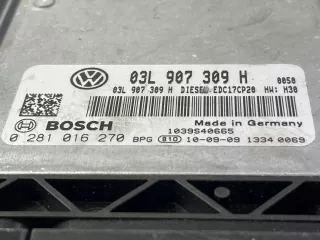 03L 907 309 H
03L 907 309 H DIESEL EDC17CP20 HW: H30 0050
Made in Germany
BOSCH 1039S40665
0 281 016 270 BPG 810 10-09-09 1334 0069